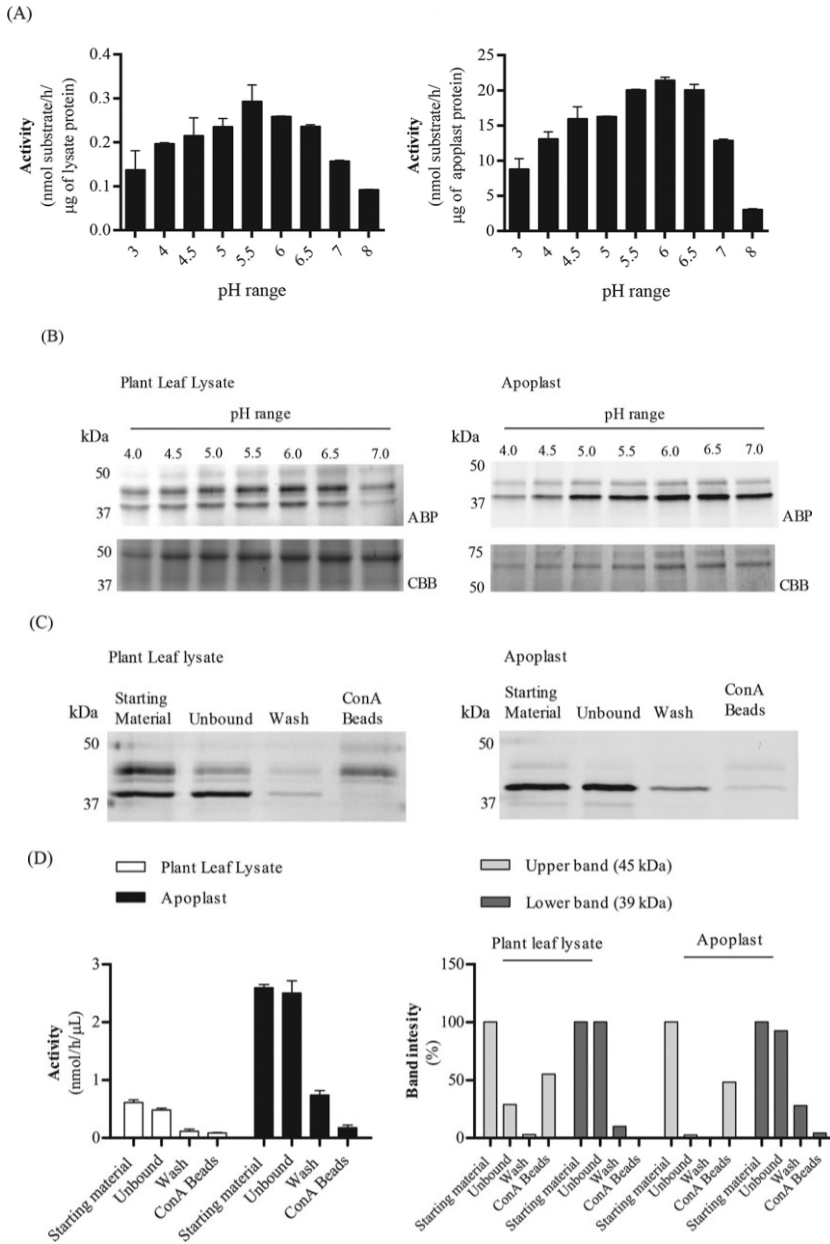 (A)
Activity
(nmol substrate/h/
µg of lysate protein)
0.4
0.3
0.2
0.1
0.0
3
4
4.5
5
5.5
6
6.5
7
8
pH range
Activity
(nmol substrate/h/
µg of apoplast protein)
25
20
15
10
5
0
3
4
4.5
5
5.5
6
6.5
7
8
pH range
(B)
Plant Leaf Lysate
pH range
kDa
4.0 4.5 5.0 5.5 6.0 6.5 7.0
50
37
ABP
50
37
CBB
Apoplast
pH range
kDa
4.0 4.5 5.0 5.5 6.0 6.5 7.0
50
37
ABP
75
50
CBB
(C)
Plant Leaf lysate
kDa
Starting
Material
Unbound
Wash
ConA
Beads
50
37
Apoplast
kDa
Starting
Material
Unbound
Wash
ConA
Beads
50
37
(D)
Plant Leaf Lysate
Apoplast
Activity
(nmol/h/µL)
3
2
1
0
Starting material
Unbound
Wash
ConA Beads
Starting material
Unbound
Wash
ConA Beads
Upper band (45 kDa)
Lower band (39 kDa)
Plant leaf lysate
Apoplast
Band intesity
(%)
150
100
50
0
Starting material
Unbound
Wash
ConA Beads
Starting material
Unbound
Wash
ConA Beads
Starting material
Unbound
Wash
ConA Beads
Starting material
Unbound
Wash
ConA Beads